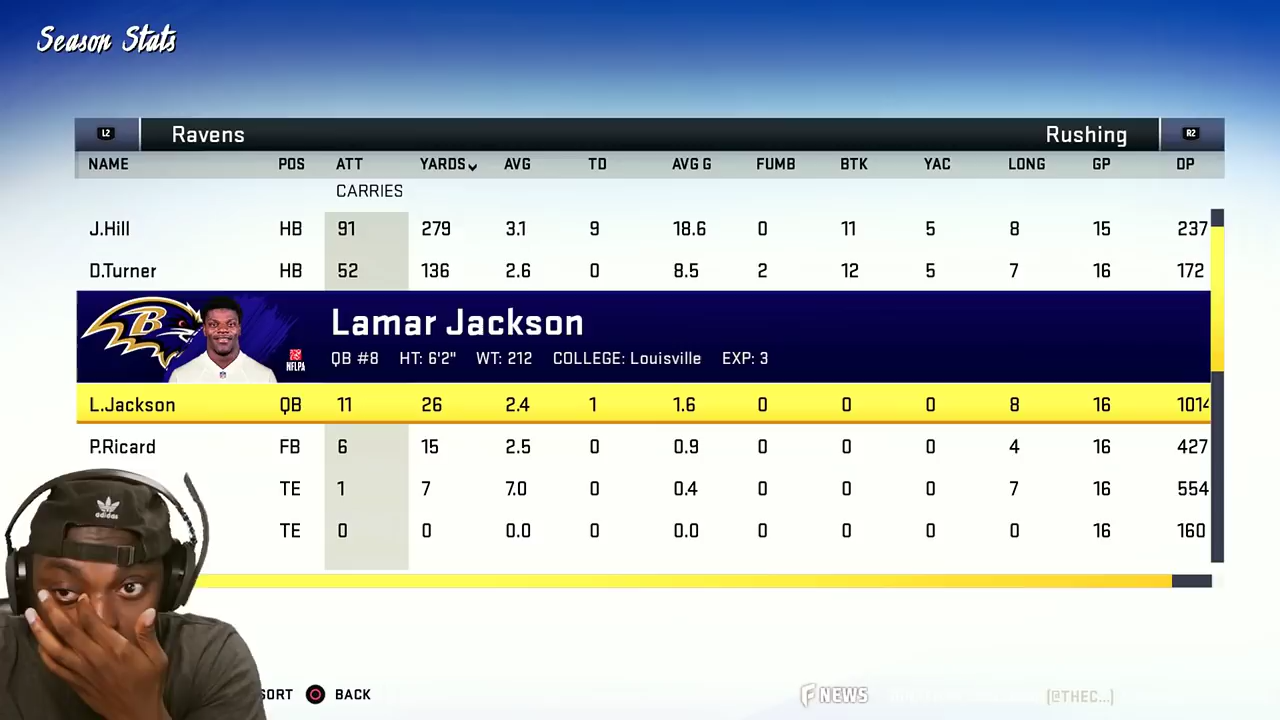 Season Stats
L2 Ravens Rushing R2
NAME POS ATT YARDS AVG TD AVG G FUMB BTK YAC LONG GP DP
CARRIES
J.Hill HB 91 279 3.1 9 18.6 0 11 5 8 15 237
D.Turner HB 52 136 2.6 0 8.5 2 12 5 7 16 172
B
Lamar Jackson
QB #8 HT: 6'2" WT: 212 COLLEGE: Louisville EXP: 3
NFLPA
L.Jackson QB 11 26 2.4 1 1.6 0 0 0 8 16 1014
P.Ricard FB 6 15 2.5 0 0.9 0 0 0 4 16 427
TE 1 7 7.0 0 0.4 0 0 0 7 16 554
TE 0 0 0.0 0 0.0 0 0 0 0 16 160
adidas
SORT BACK
NEWS [@THEC...]